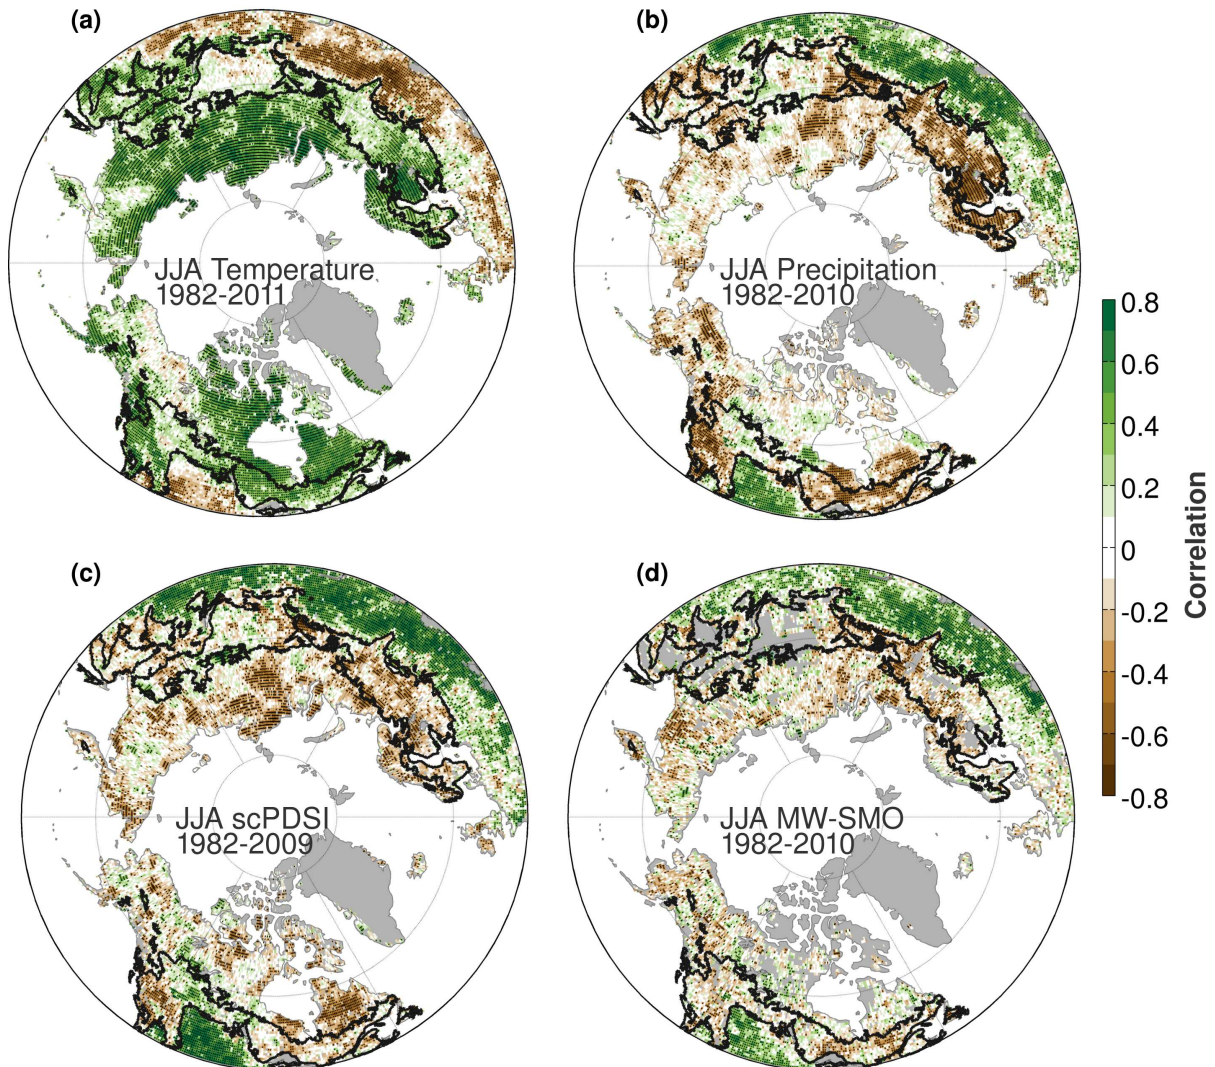 (a)
(b)
JJA Temperature
1982-2011
JJA Precipitation
1982-2010
0.8
0.6
0.4
0.2
0
-0.2
-0.4
-0.6
-0.8
Correlation
(c)
(d)
JJA scPDSI
1982-2009
JJA MW-SMO
1982-2010